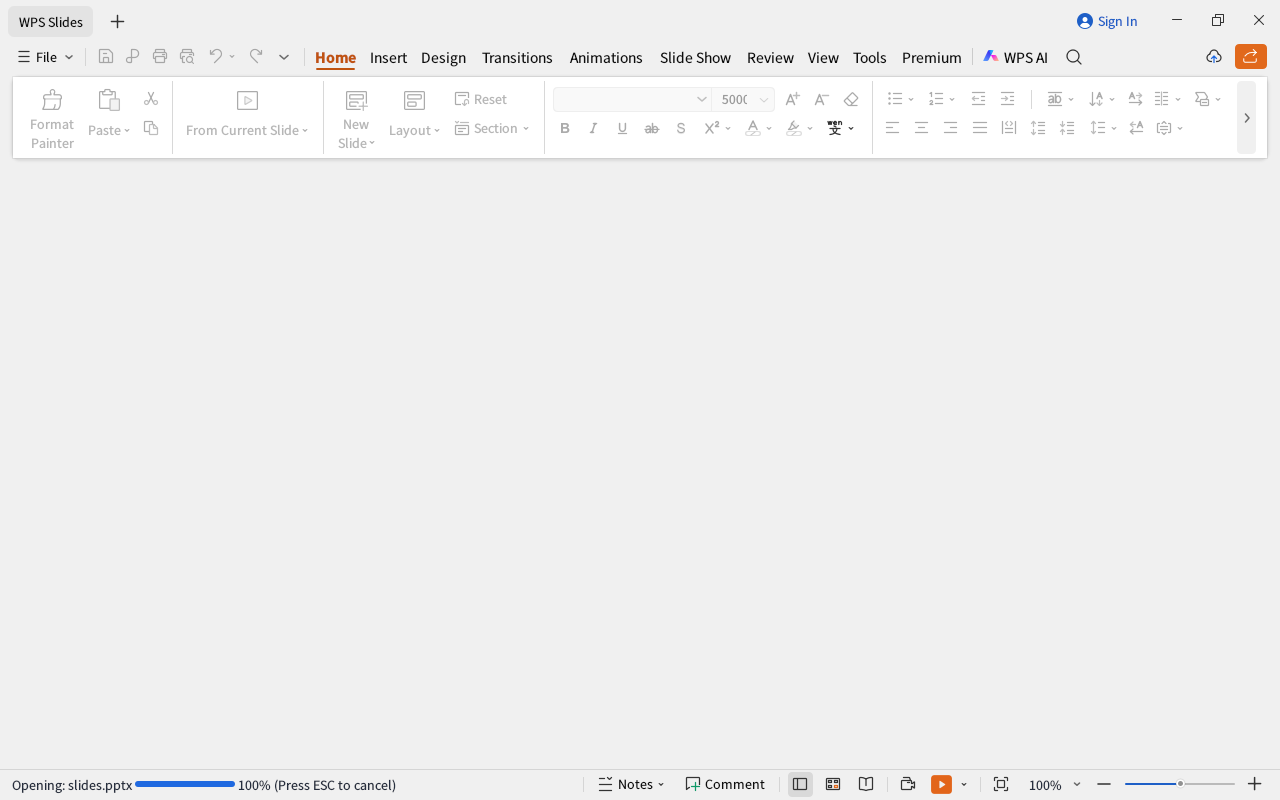 WPS Slides
Sign In
File
Home
Insert
Design
Transitions
Animations
Slide Show
Review
View
Tools
Premium
WPS AI
Format
Painter
Paste
From Current Slide
New
Slide
Layout
Reset
Section
5000
wen
文
Opening: slides.pptx 100% (Press ESC to cancel)
Notes
Comment
100%